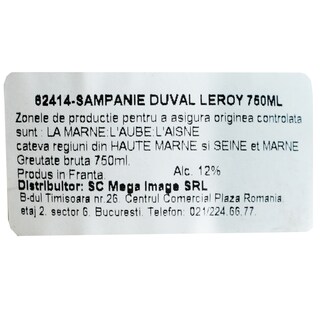 62414-SAMPANIE DUVAL LEROY 750ML
Zonele de productie pentru a asigura originea controlata
sunt : LA MARNE;L'AUBE;L'AISNE
cateva regiuni din HAUTE MARNE si SEINE et MARNE
Greutate bruta 750ml.
Produs in Franta. Alc. 12%
Distribuitor: SC Mega Image SRL
B-dul Timisoara nr.26. Centrul Comercial Plaza Romania,
etaj 2, sector 6. Bucuresti. Telefon: 021/224.66.77.